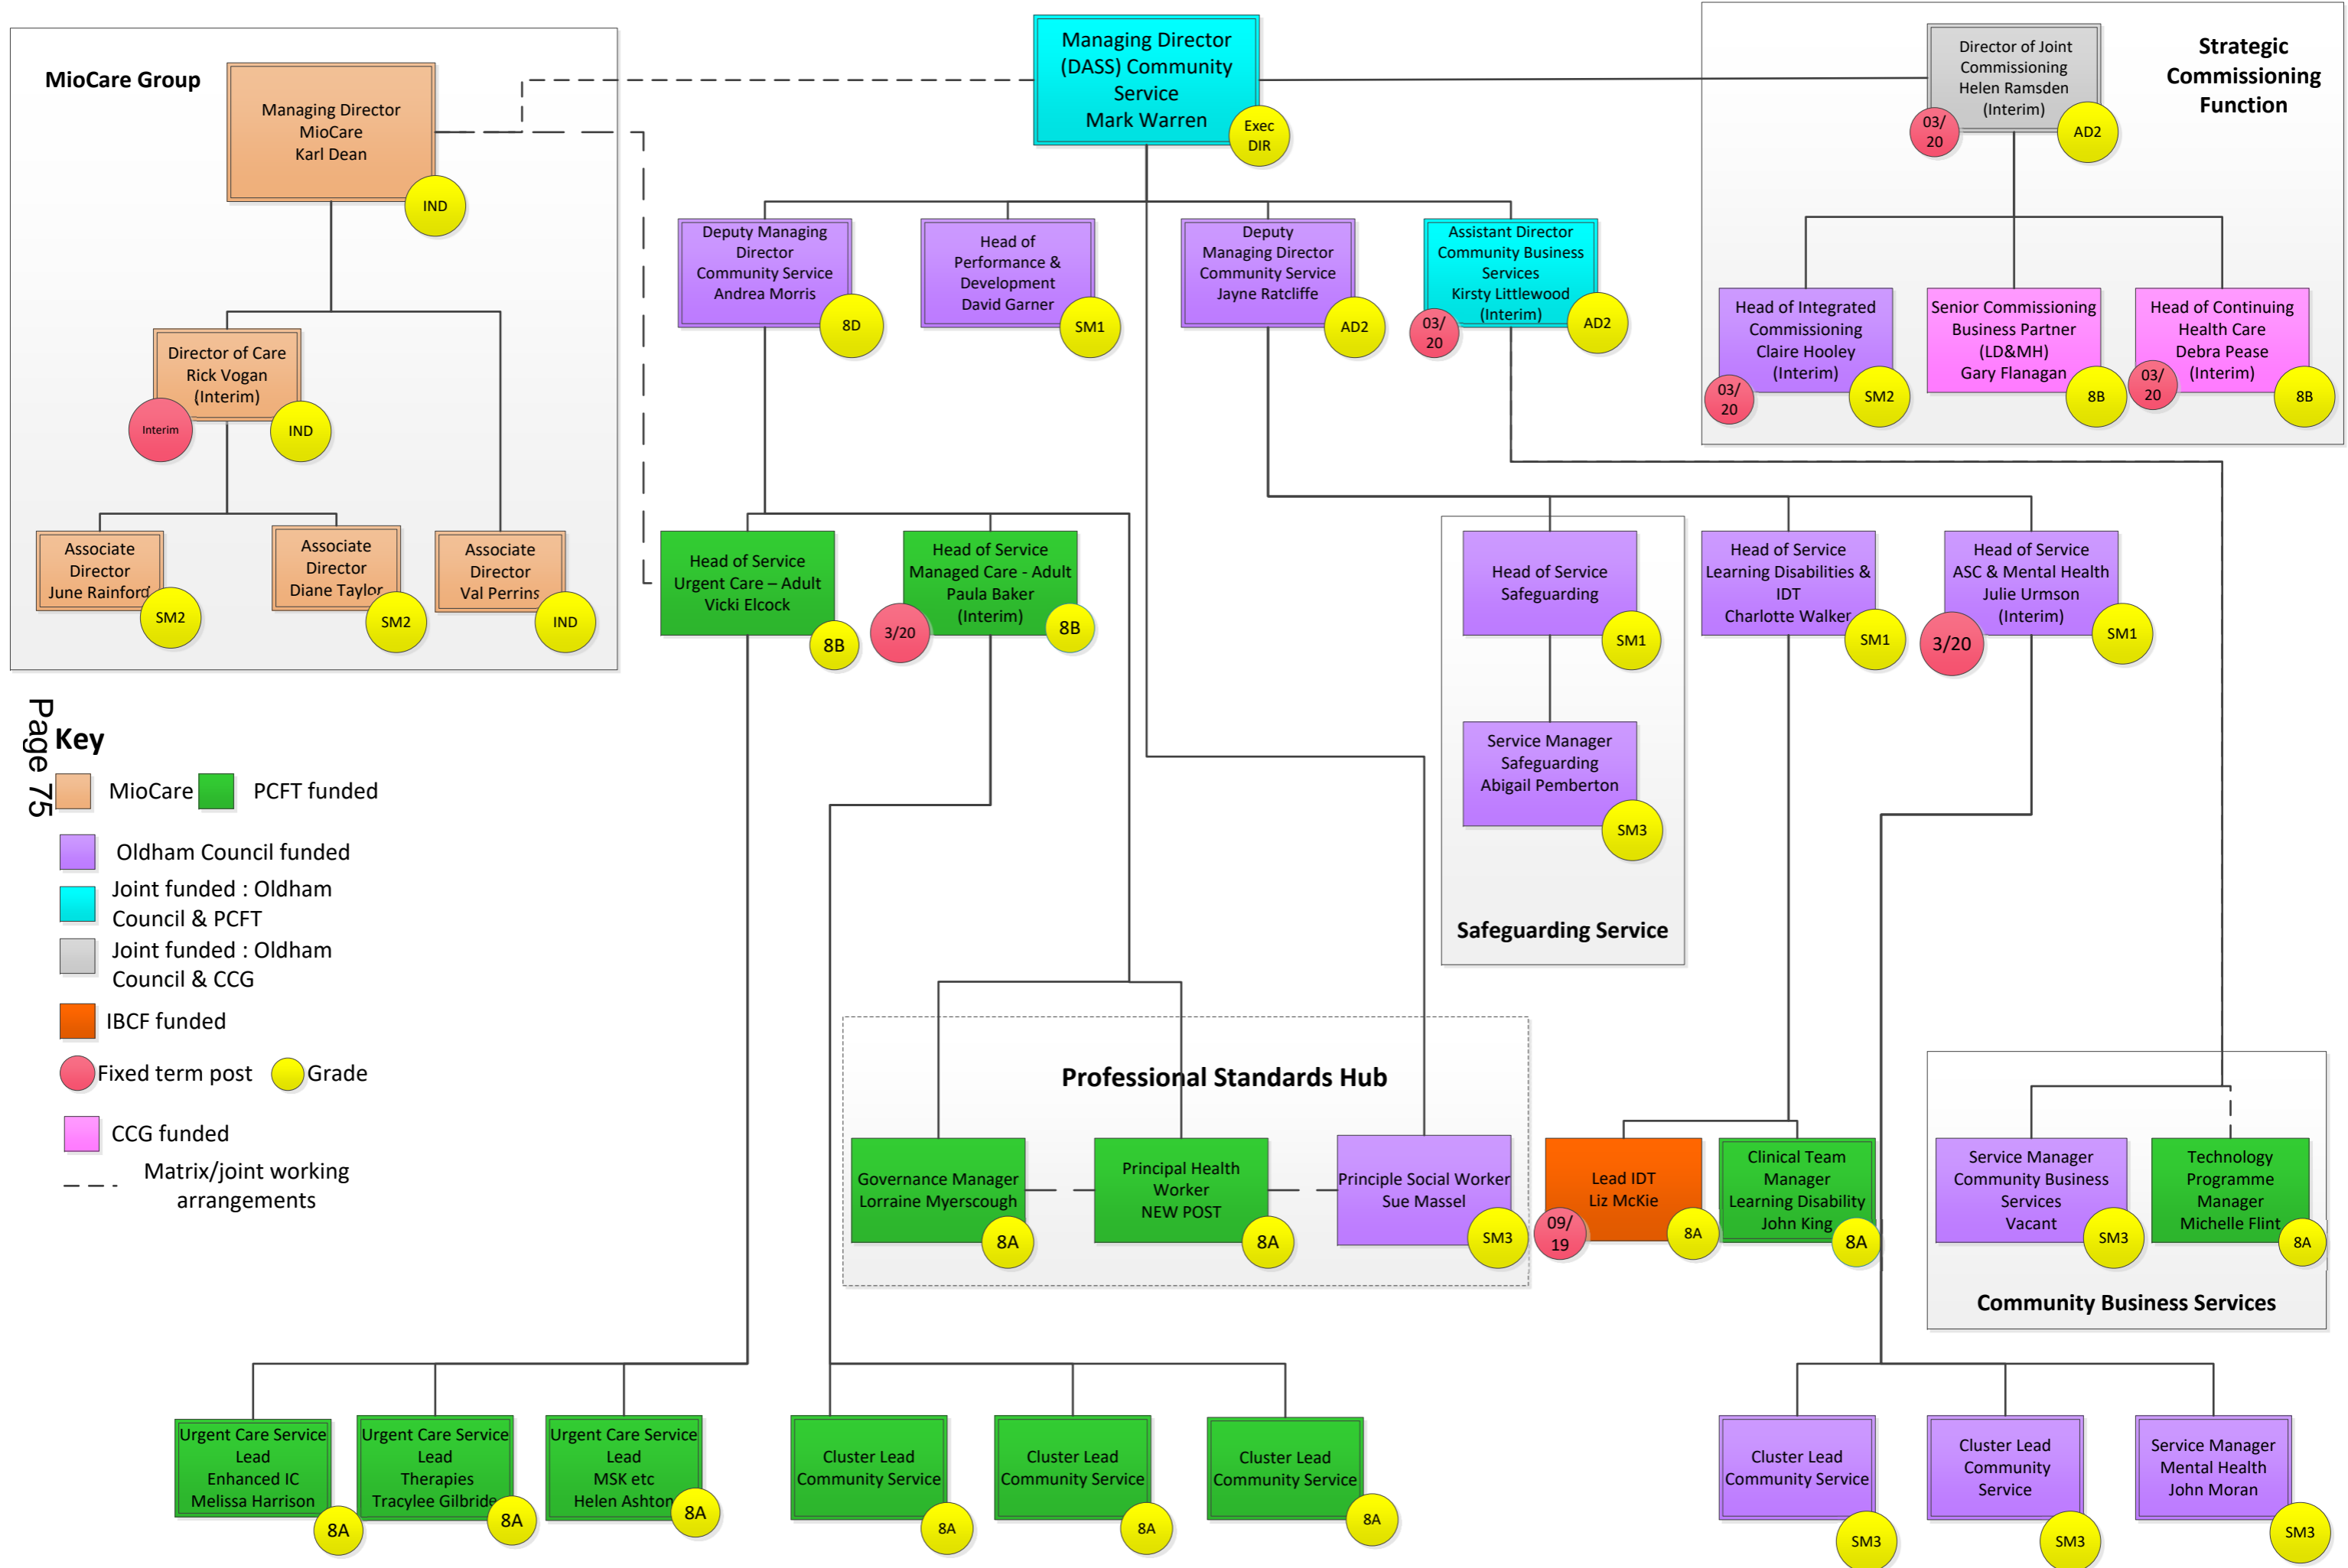 MioCare Group
Managing Director
MioCare
Karl Dean
IND
Director of Care
Rick Vogan
(Interim)
Interim
IND
Associate
Director
June Rainford
SM2
Associate
Director
Diane Taylor
SM2
Associate
Director
Val Perrins
IND
Managing Director
(DASS) Community
Service
Mark Warren
Exec
DIR
Strategic
Commissioning
Function
Director of Joint
Commissioning
Helen Ramsden
(Interim)
03/
20
AD2
Head of Integrated
Commissioning
Claire Hooley
(Interim)
03/
20
SM2
Senior Commissioning
Business Partner
(LD&MH)
Gary Flanagan
8B
Head of Continuing
Health Care
Debra Pease
(Interim)
03/
20
8B
Deputy Managing
Director
Community Service
Andrea Morris
8D
Head of
Performance &
Development
David Garner
SM1
Deputy
Managing Director
Community Service
Jayne Ratcliffe
AD2
Assistant Director
Community Business
Services
Kirsty Littlewood
(Interim)
03/
20
AD2
Head of Service
Urgent Care – Adult
Vicki Elcock
8B
Head of Service
Managed Care - Adult
Paula Baker
(Interim)
3/20
8B
Head of Service
Safeguarding
SM1
Service Manager
Safeguarding
Abigail Pemberton
SM3
Safeguarding Service
Head of Service
Learning Disabilities &
IDT
Charlotte Walker
SM1
Head of Service
ASC & Mental Health
Julie Urmson
(Interim)
3/20
SM1
Page 75
Key
MioCare
PCFT funded
Oldham Council funded
Joint funded : Oldham
Council & PCFT
Joint funded : Oldham
Council & CCG
IBCF funded
Fixed term post
Grade
CCG funded
Matrix/joint working
arrangements
Professional Standards Hub
Governance Manager
Lorraine Myerscough
8A
Principal Health
Worker
NEW POST
8A
Principle Social Worker
Sue Massel
SM3
Lead IDT
Liz McKie
09/
19
8A
Clinical Team
Manager
Learning Disability
John King
8A
Service Manager
Community Business
Services
Vacant
SM3
Technology
Programme
Manager
Michelle Flint
8A
Community Business Services
Urgent Care Service
Lead
Enhanced IC
Melissa Harrison
8A
Urgent Care Service
Lead
Therapies
Tracylee Gilbride
8A
Urgent Care Service
Lead
MSK etc
Helen Ashton
8A
Cluster Lead
Community Service
8A
Cluster Lead
Community Service
8A
Cluster Lead
Community Service
8A
Cluster Lead
Community Service
SM3
Cluster Lead
Community
Service
SM3
Service Manager
Mental Health
John Moran
SM3